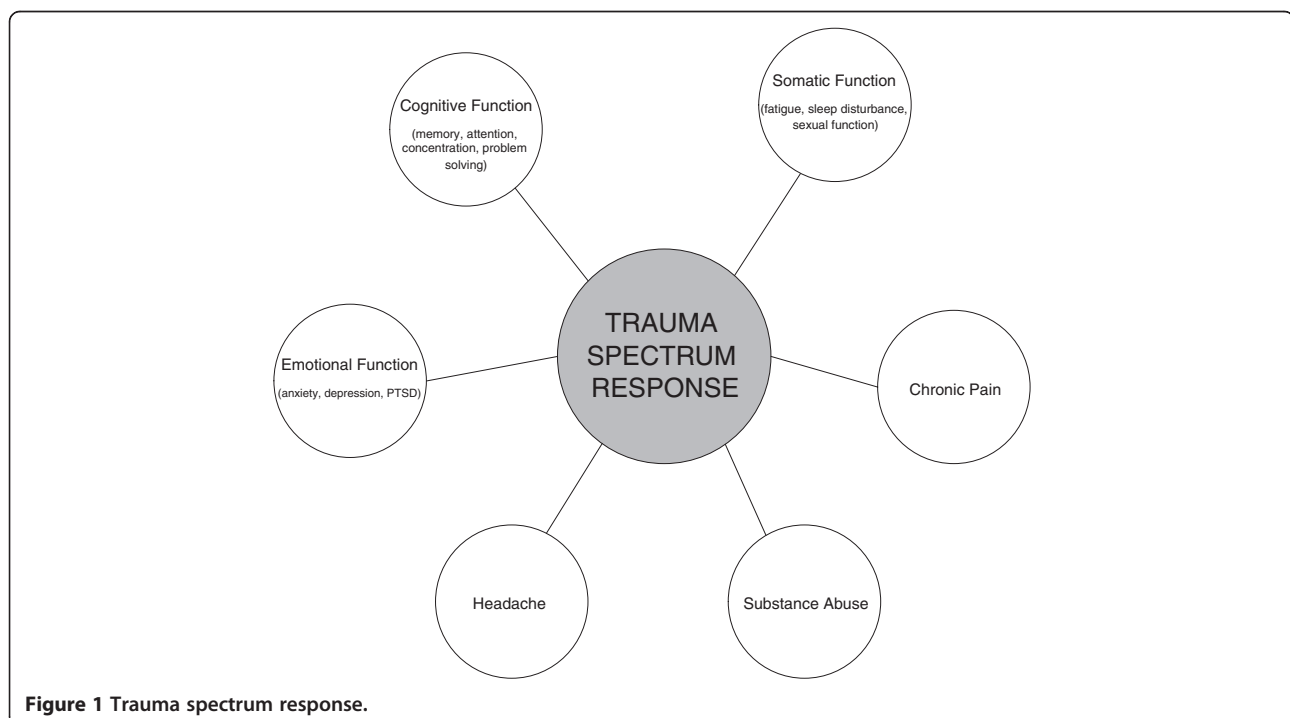 Cognitive Function
(memory, attention,
concentration, problem
solving)
Somatic Function
(fatigue, sleep disturbance,
sexual function)
Emotional Function
(anxiety, depression, PTSD)
TRAUMA
SPECTRUM
RESPONSE
Chronic Pain
Headache
Substance Abuse
Figure 1 Trauma spectrum response.